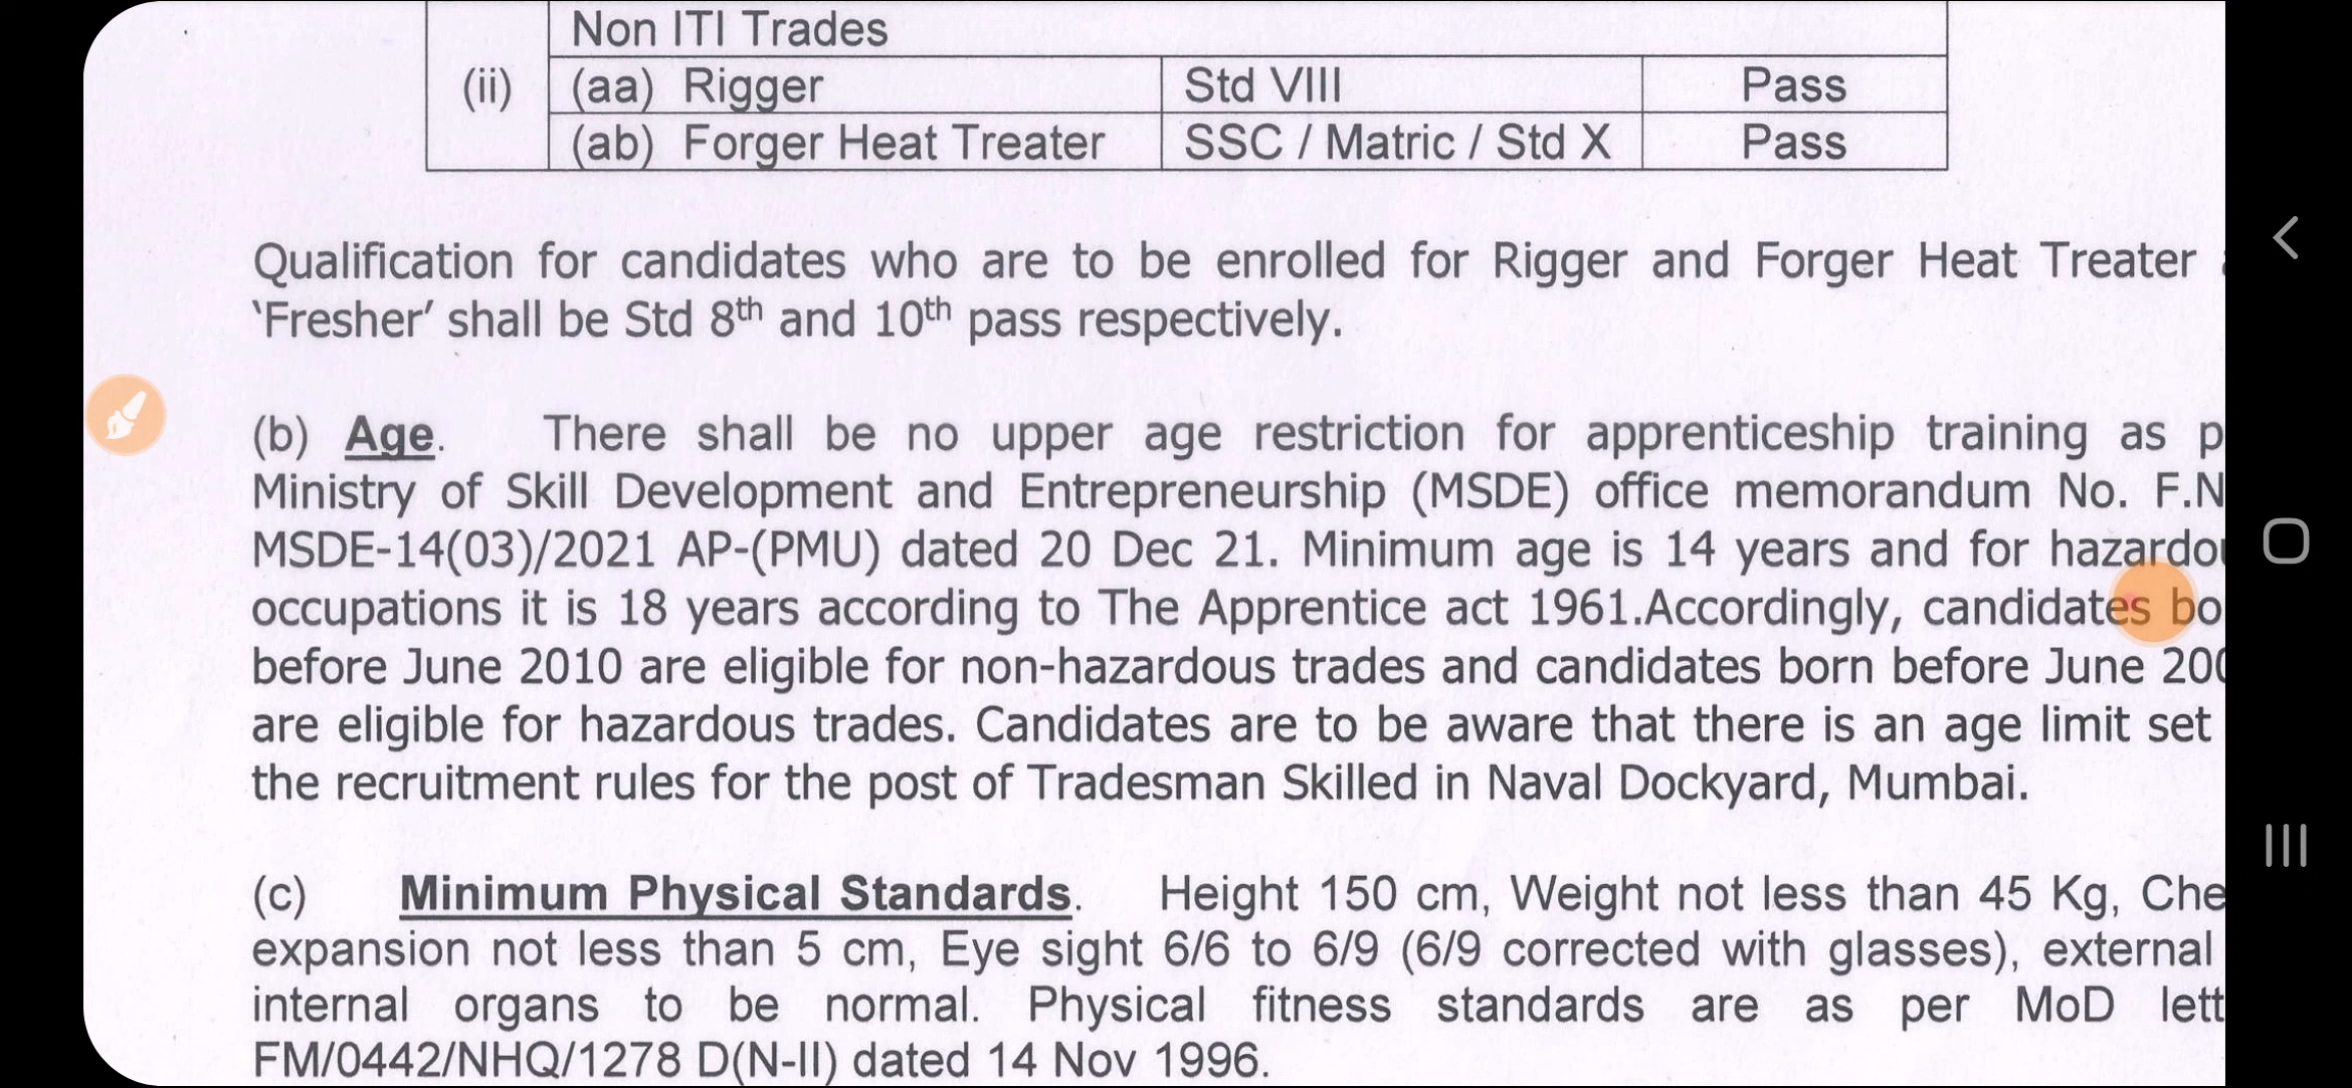 Non ITI Trades
(ii) (aa) Rigger Std VIII Pass
(ab) Forger Heat Treater SSC / Matric / Std X Pass
Qualification for candidates who are to be enrolled for Rigger and Forger Heat Treater
‘Fresher’ shall be Std 8th and 10th pass respectively.
(b) Age. There shall be no upper age restriction for apprenticeship training as p
Ministry of Skill Development and Entrepreneurship (MSDE) office memorandum No. F.N
MSDE-14(03)/2021 AP-(PMU) dated 20 Dec 21. Minimum age is 14 years and for hazardo
occupations it is 18 years according to The Apprentice act 1961.Accordingly, candidates bo
before June 2010 are eligible for non-hazardous trades and candidates born before June 200
are eligible for hazardous trades. Candidates are to be aware that there is an age limit set
the recruitment rules for the post of Tradesman Skilled in Naval Dockyard, Mumbai.
(c) Minimum Physical Standards. Height 150 cm, Weight not less than 45 Kg, Che
expansion not less than 5 cm, Eye sight 6/6 to 6/9 (6/9 corrected with glasses), external
internal organs to be normal. Physical fitness standards are as per MoD lett
FM/0442/NHQ/1278 D(N-II) dated 14 Nov 1996.